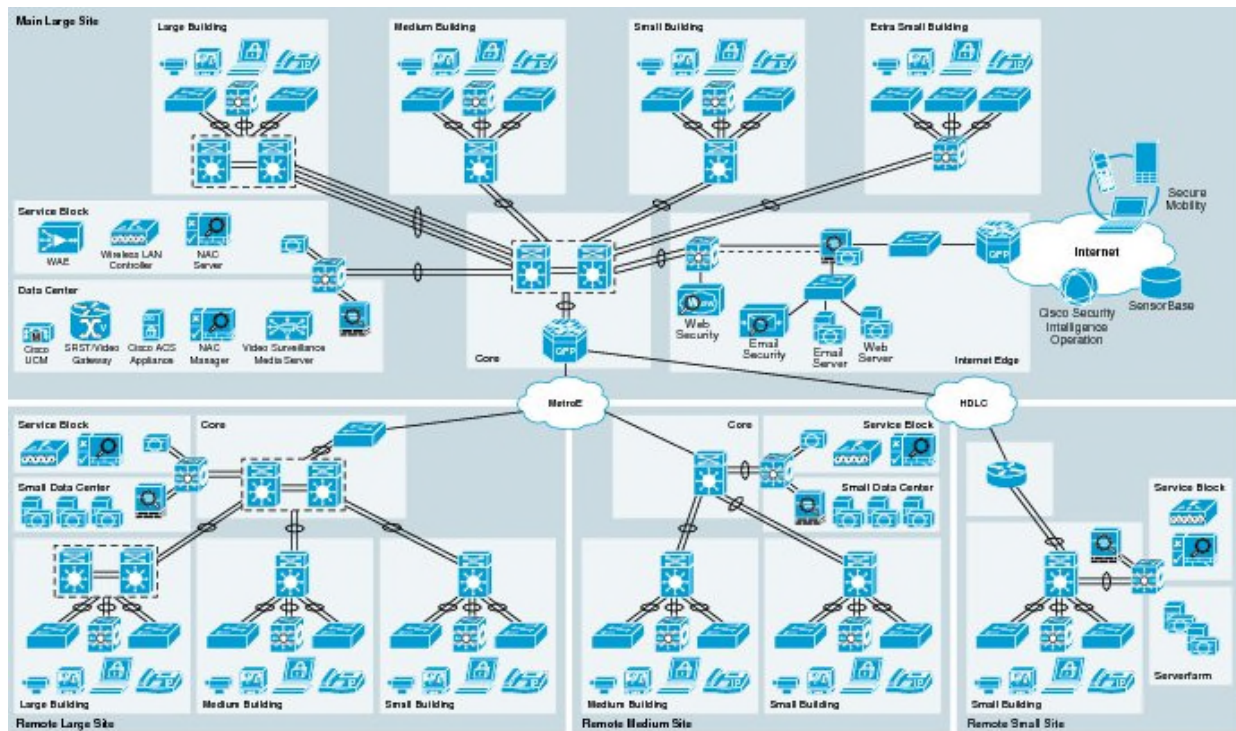 Main Large Site
Large Building
Medium Building
Small Building
Extra Small Building
Service Block
WAE
Wireless LAN
Controller
NAC
Server
Data Center
Cisco
UCM
SRST/Video
Gateway
Cisco ACS
Appliance
NAC
Manager
Video Surveillance
Media Server
Core
QFP
Web
Security
Email
Security
Email
Server
Web
Server
Internet Edge
QFP
Internet
Secure
Mobility
Cisco Security
Intelligence
Operation
SensorBase
MetroE
HDLC
Service Block
Core
Small Data Center
Large Building
Medium Building
Small Building
Remote Large Site
Core
Service Block
Small Data Center
Medium Building
Small Building
Remote Medium Site
Service Block
Serverfarm
Small Building
Remote Small Site